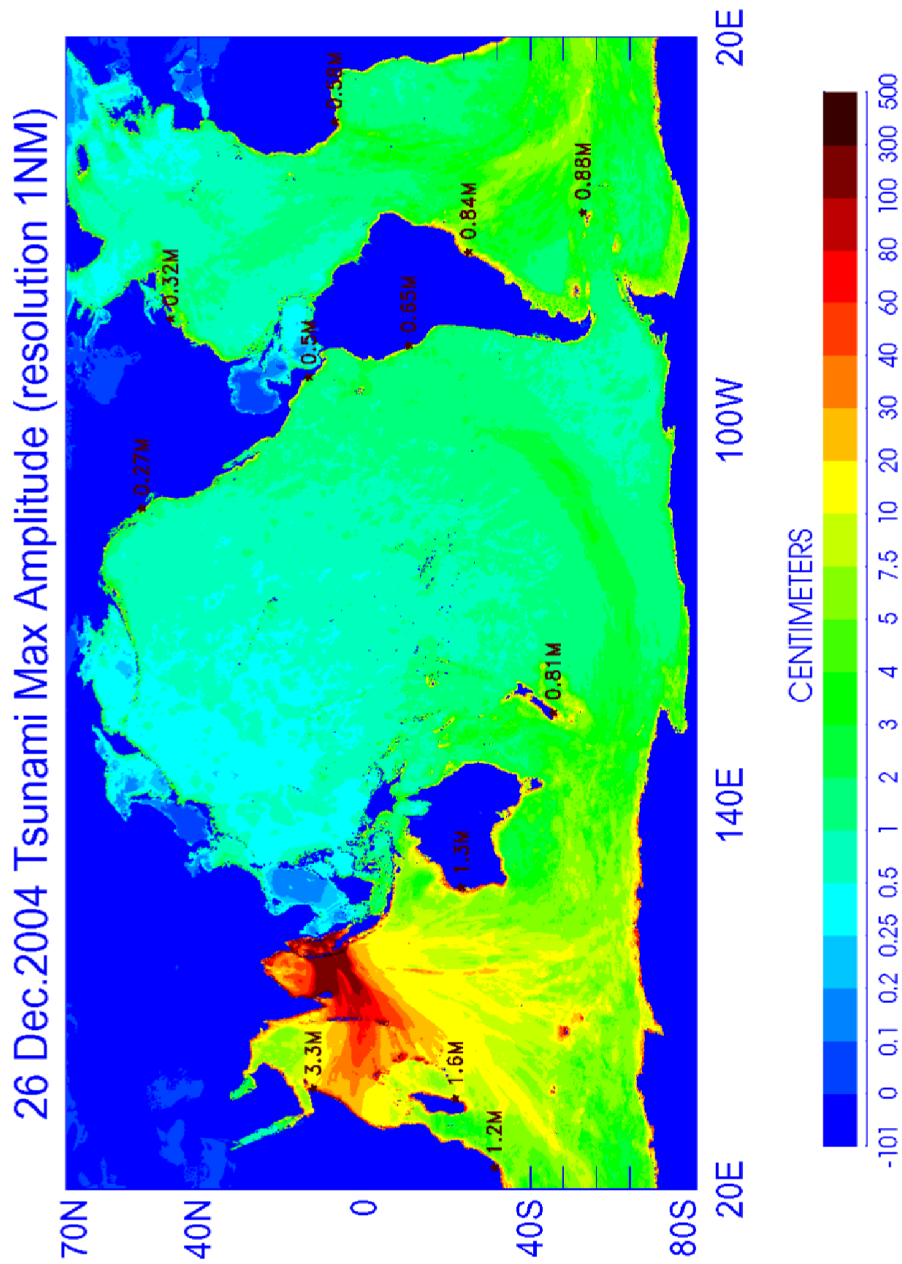 26 Dec.2004 Tsunami Max Amplitude (resolution 1NM)
70N
40N
0
40S
80S
20E
140E
100W
20E
3.3M
1.6M
1.2M
1.3M
0.81M
0.27M
0.5M
0.65M
0.32M
0.84M
0.88M
0.58M
CENTIMETERS
-101 0 0.1 0.2 0.25 0.5 1 2 3 4 5 7.5 10 20 30 40 60 80 100 300 500